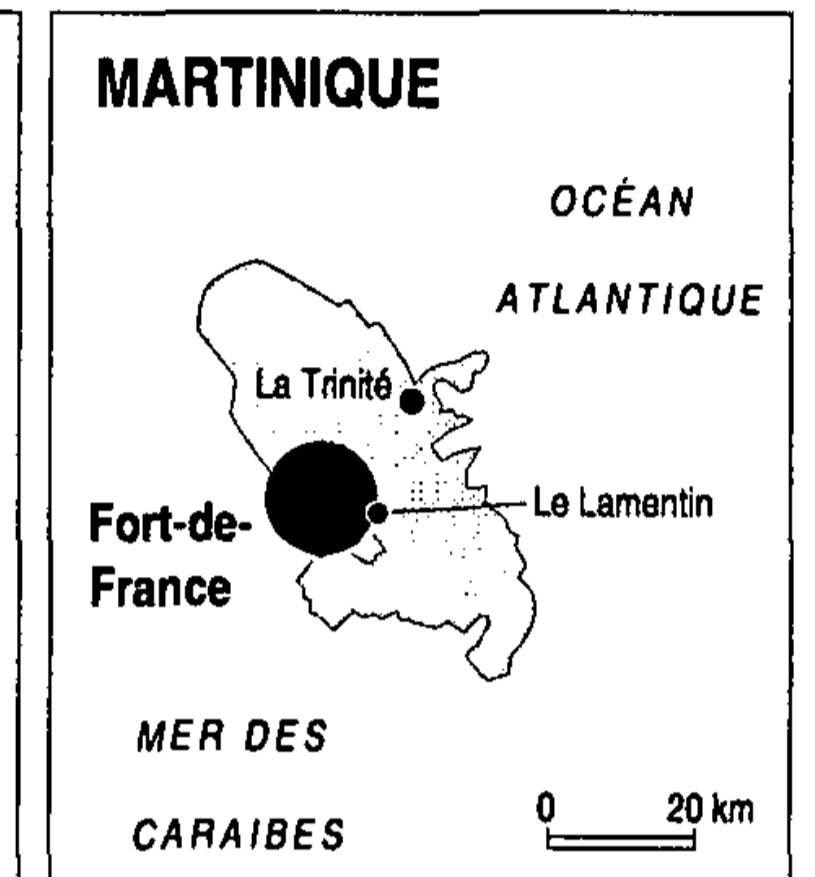 MARTINIQUE
OCÉAN
ATLANTIQUE
La Trinité
Le Lamentin
Fort-de-
France
MER DES
CARAIBES
0 20 km